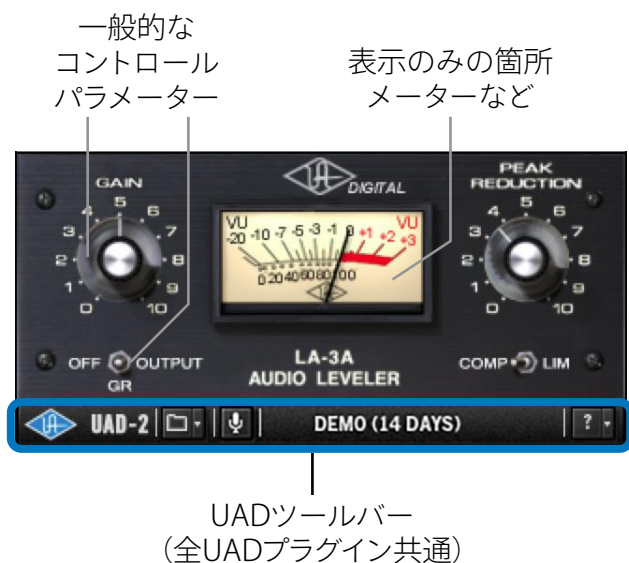 一般的な
コントロール
パラメーター
表示のみの箇所
メーターなど
GAIN
0 1 2 3 4 5 6 7 8 9 10
UA DIGITAL
VU VU
-20 -10 -7 -5 -3 -1 0 +1 +2 +3
0 20 40 60 80 100
PEAK
REDUCTION
0 1 2 3 4 5 6 7 8 9 10
OFF OUTPUT
GR
LA-3A
AUDIO LEVELER
COMP LIM
UA UAD-2 DEMO (14 DAYS) ?
UADツールバー
(全UADプラグイン共通)